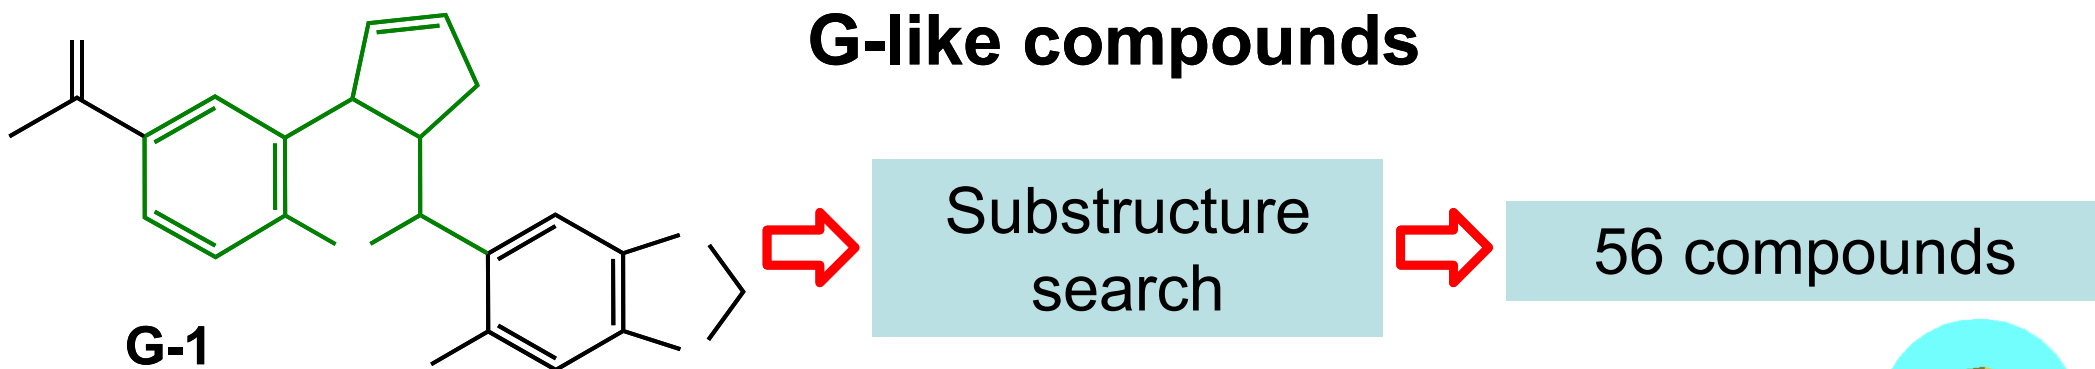 G-like compounds
Substructure
search
56 compounds
G-1